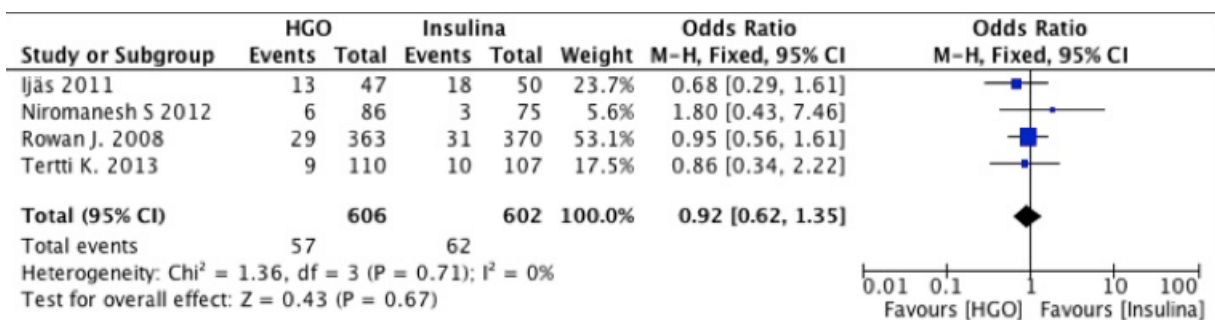 HGO Insulina Odds Ratio Odds Ratio
Study or Subgroup Events Total Events Total Weight M-H, Fixed, 95% CI M-H, Fixed, 95% CI
Ijäs 2011 13 47 18 50 23.7% 0.68 [0.29, 1.61]
Niromanesh S 2012 6 86 3 75 5.6% 1.80 [0.43, 7.46]
Rowan J. 2008 29 363 31 370 53.1% 0.95 [0.56, 1.61]
Tertti K. 2013 9 110 10 107 17.5% 0.86 [0.34, 2.22]
Total (95% CI) 606 602 100.0% 0.92 [0.62, 1.35]
Total events 57 62
Heterogeneity: Chi² = 1.36, df = 3 (P = 0.71); I² = 0%
Test for overall effect: Z = 0.43 (P = 0.67)
0.01 0.1 1 10 100
Favours [HGO] Favours [Insulina]